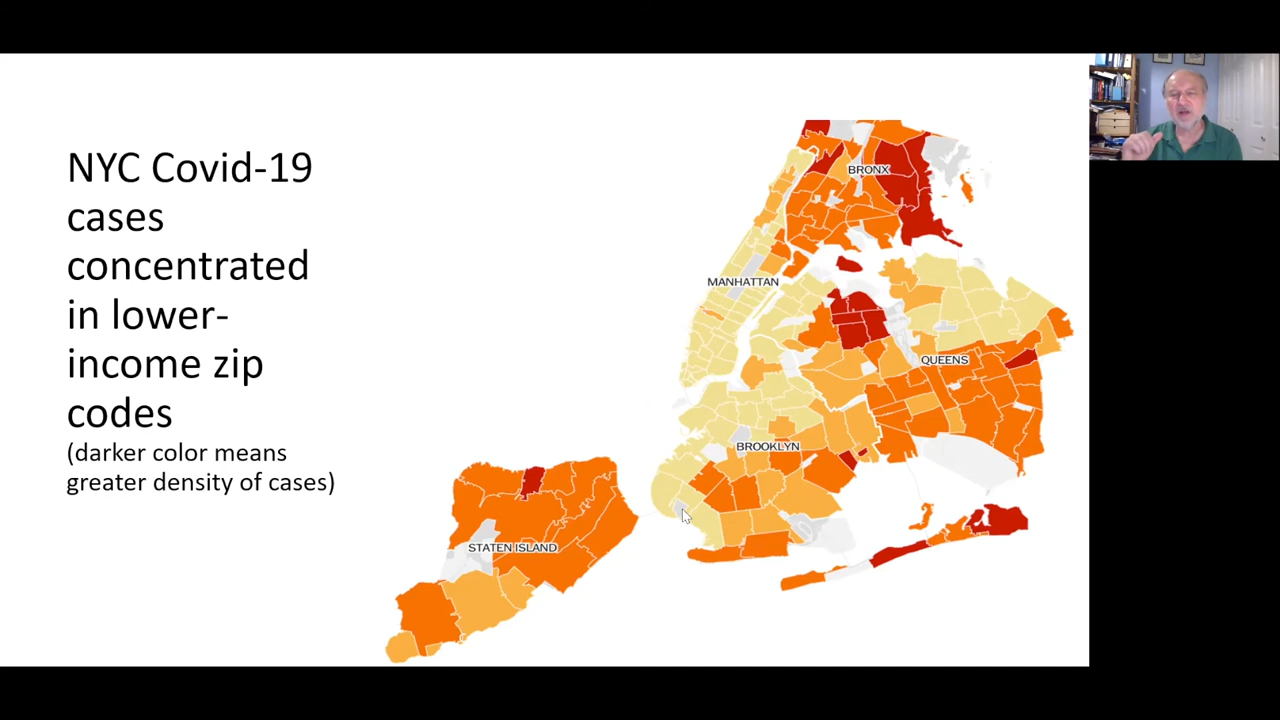 NYC Covid-19
cases
concentrated
in lower-
income zip
codes
(darker color means
greater density of cases)
BRONX
MANHATTAN
QUEENS
BROOKLYN
STATEN ISLAND